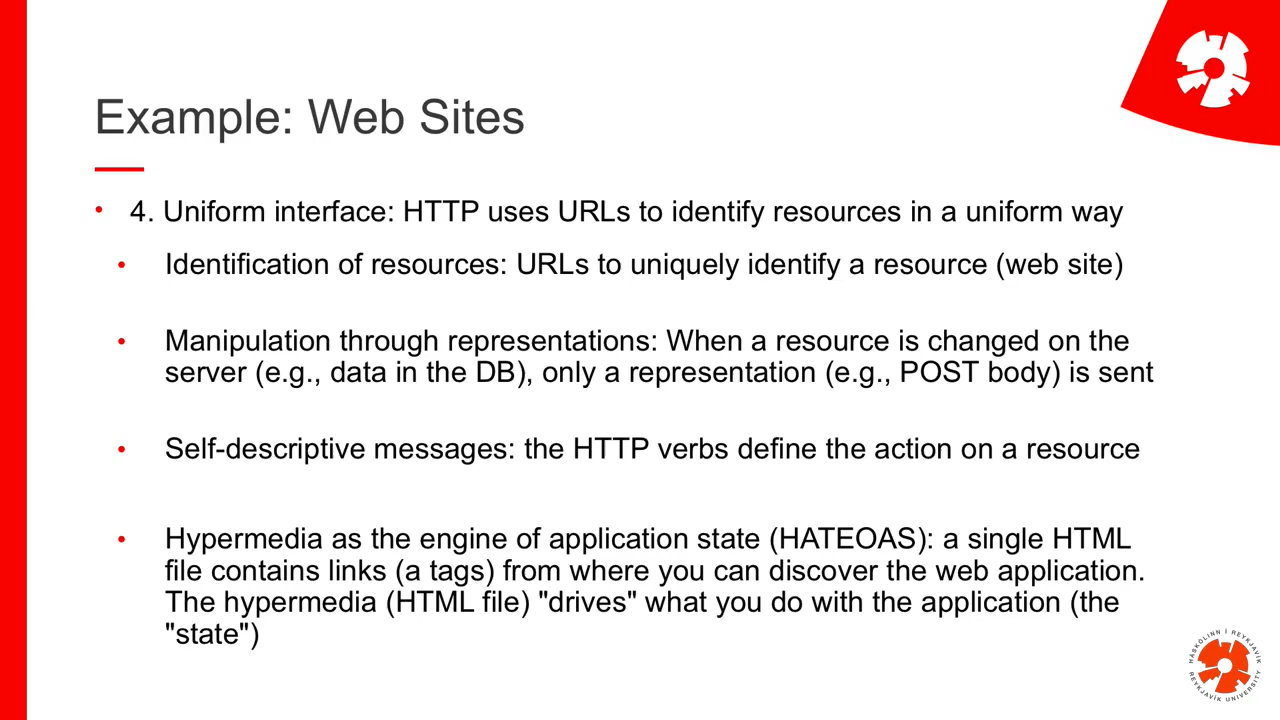 Example: Web Sites
• 4. Uniform interface: HTTP uses URLs to identify resources in a uniform way
• Identification of resources: URLs to uniquely identify a resource (web site)
• Manipulation through representations: When a resource is changed on the
server (e.g., data in the DB), only a representation (e.g., POST body) is sent
• Self-descriptive messages: the HTTP verbs define the action on a resource
• Hypermedia as the engine of application state (HATEOAS): a single HTML
file contains links (a tags) from where you can discover the web application.
The hypermedia (HTML file) "drives" what you do with the application (the
"state")
HÁSKÓLINN Í REYKJAVÍK
REYKJAVIK UNIVERSITY